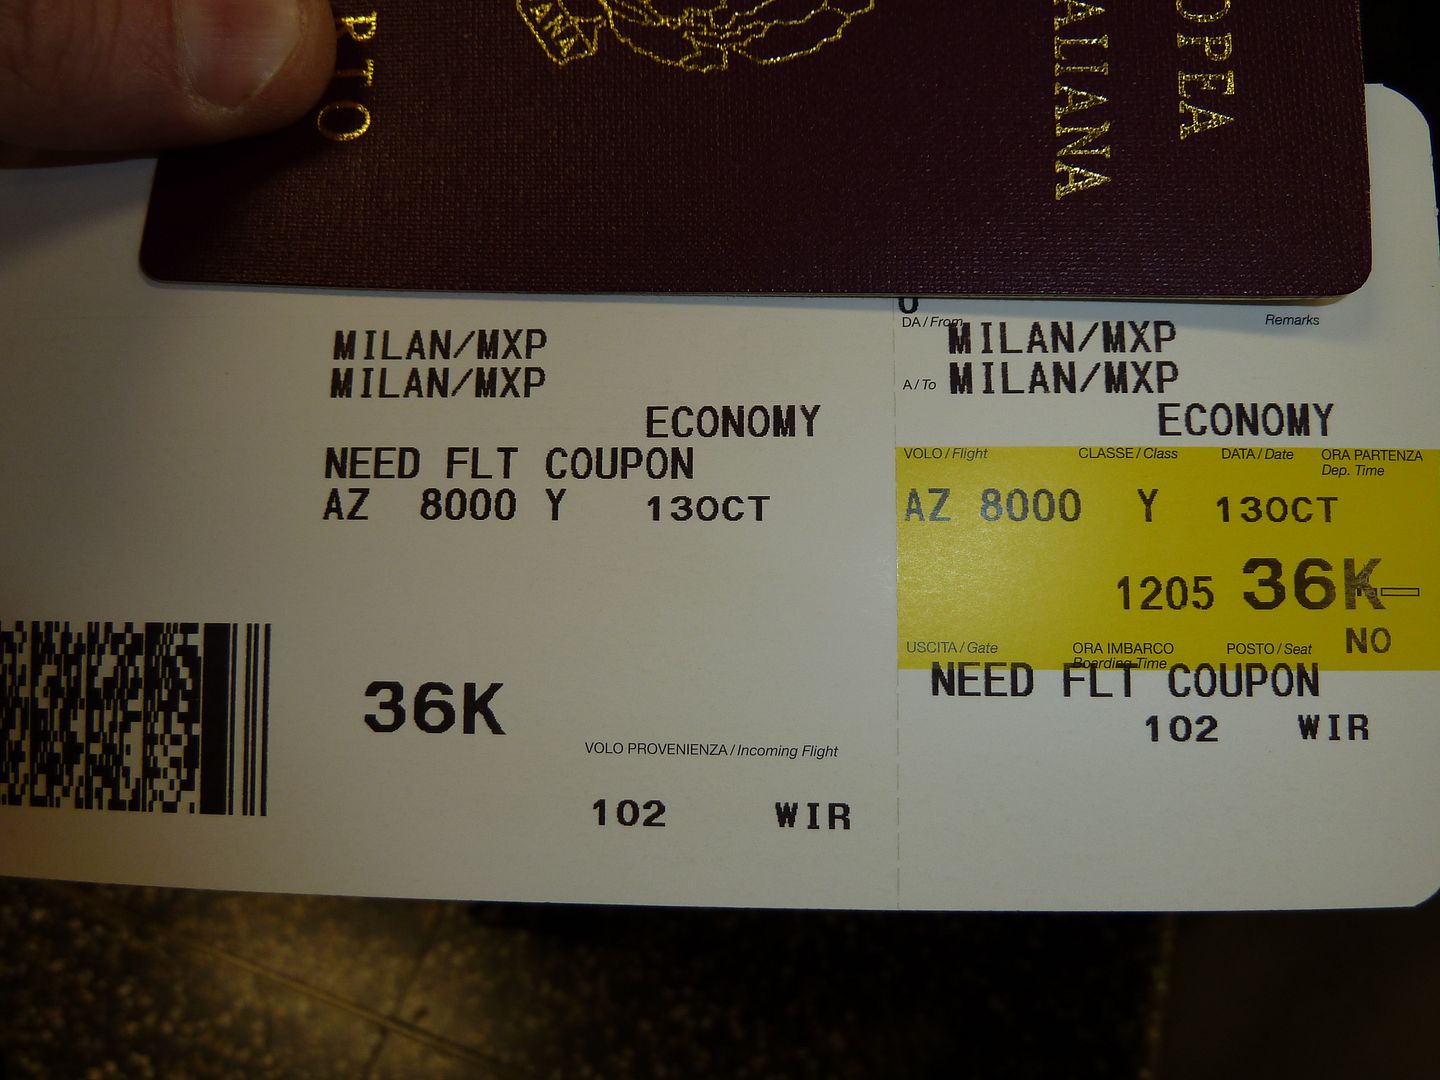 RTO
ANA
ALIANA
OPEA
MILAN/MXP
MILAN/MXP
ECONOMY
NEED FLT COUPON
AZ 8000 Y 13OCT
36K
VOLO PROVENIENZA / Incoming Flight
102 WIR
DA / From MILAN/MXP Remarks
A / To MILAN/MXP
ECONOMY
VOLO / Flight CLASSE / Class DATA / Date ORA PARTENZA
Dep. Time
AZ 8000 Y 13OCT
1205 36K
NO
USCITA / Gate ORA IMBARCO POSTO / Seat
Boarding Time
NEED FLT COUPON
102 WIR